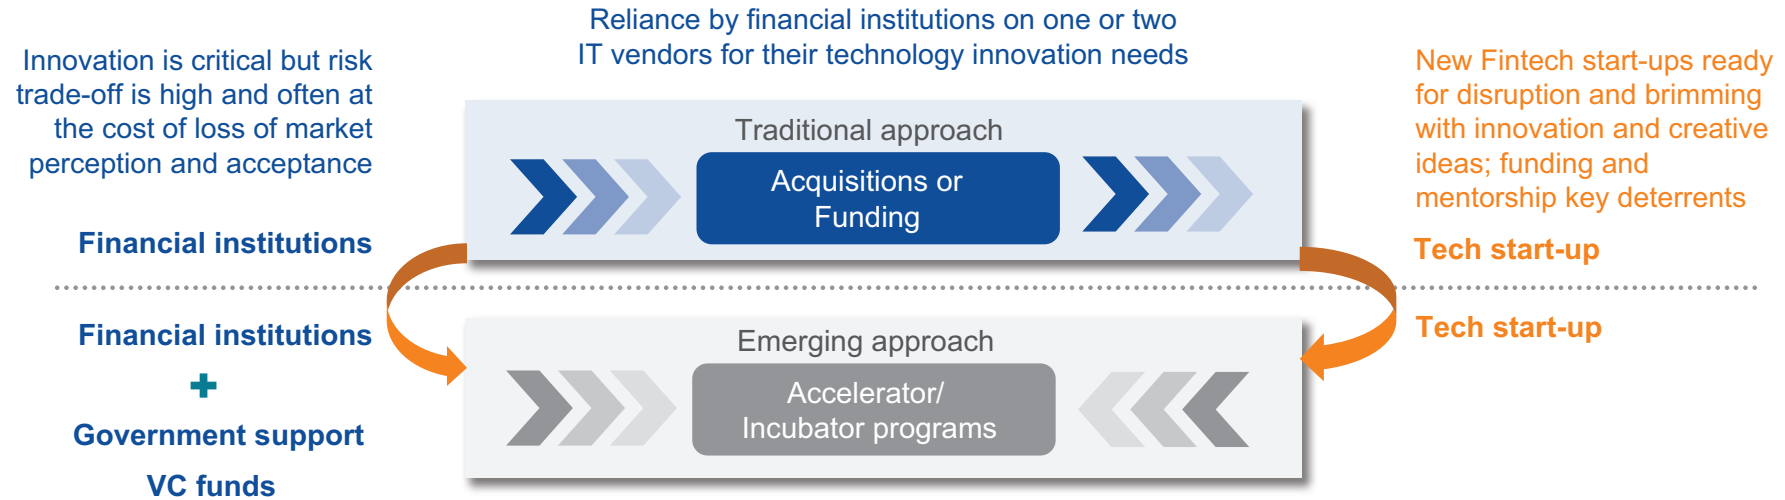 Reliance by financial institutions on one or two
IT vendors for their technology innovation needs
Innovation is critical but risk
trade-off is high and often at
the cost of loss of market
perception and acceptance
Financial institutions
Traditional approach
Acquisitions or
Funding
New Fintech start-ups ready
for disruption and brimming
with innovation and creative
ideas; funding and
mentorship key deterrents
Tech start-up
Financial institutions
+
Government support
VC funds
Emerging approach
Accelerator/
Incubator programs
Tech start-up